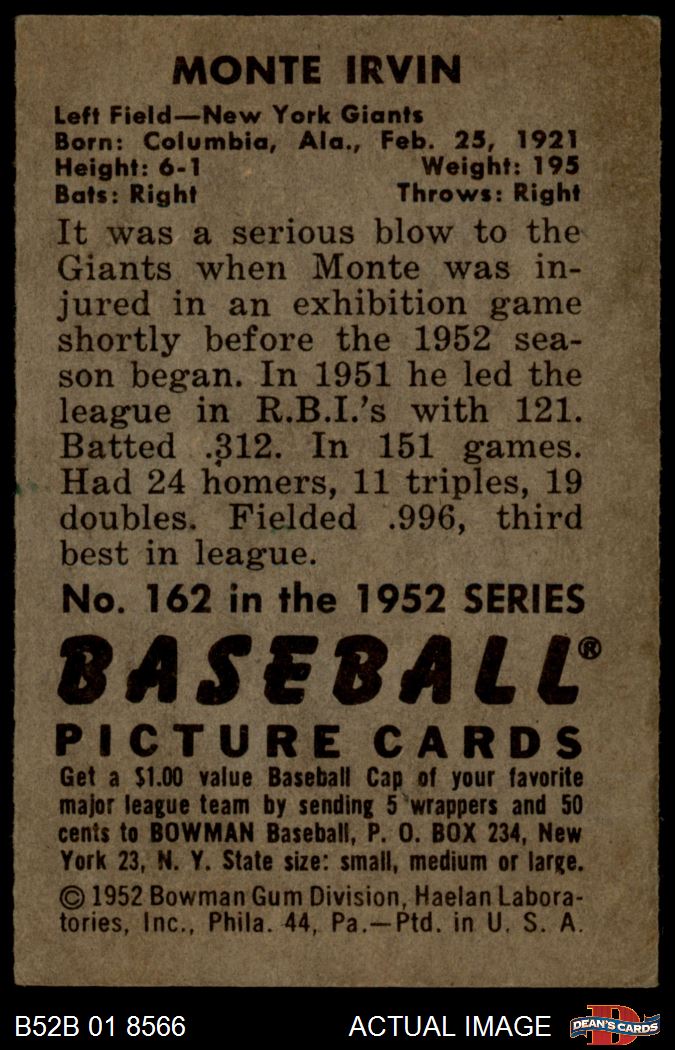 MONTE IRVIN
Left Field—New York Giants
Born: Columbia, Ala., Feb. 25, 1921
Height: 6-1 Weight: 195
Bats: Right Throws: Right
It was a serious blow to the
Giants when Monte was in-
jured in an exhibition game
shortly before the 1952 sea-
son began. In 1951 he led the
league in R.B.I.'s with 121.
Batted .312. In 151 games.
Had 24 homers, 11 triples, 19
doubles. Fielded .996, third
best in league.
No. 162 in the 1952 SERIES
BASEBALL®
PICTURE CARDS
Get a $1.00 value Baseball Cap of your favorite
major league team by sending 5 wrappers and 50
cents to BOWMAN Baseball, P. O. BOX 234, New
York 23, N. Y. State size: small, medium or large.
© 1952 Bowman Gum Division, Haelan Labora-
tories, Inc., Phila. 44, Pa.—Ptd. in U. S. A.
B52B 01 8566 ACTUAL IMAGE D DEAN'S CARDS